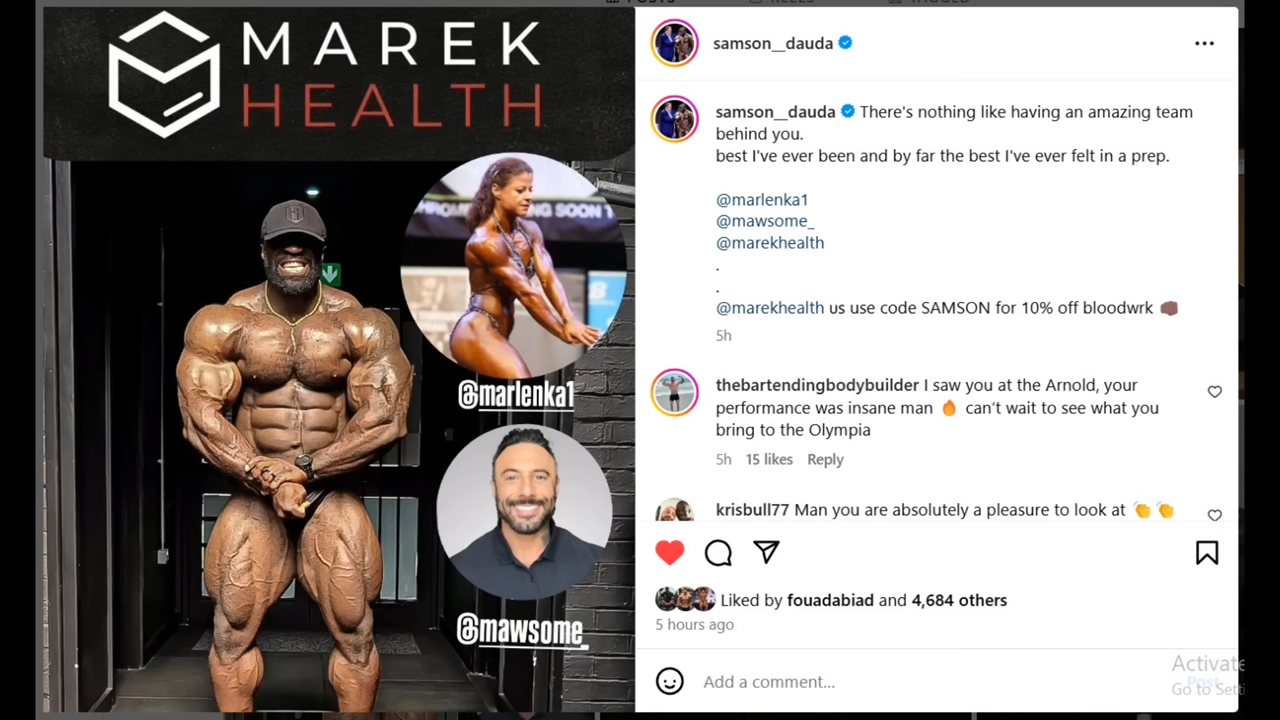 MAREK
HEALTH
@marlenka1
@mawsome_
samson__dauda
samson__dauda There's nothing like having an amazing team
behind you.
best I've ever been and by far the best I've ever felt in a prep.
@marlenka1
@mawsome_
@marekhealth
.
.
@marekhealth us use code SAMSON for 10% off bloodwrk 👊🏿
5h
thebartendingbodybuilder I saw you at the Arnold, your
performance was insane man 🔥 can't wait to see what you
bring to the Olympia
5h 15 likes Reply
krisbull77 Man you are absolutely a pleasure to look at 👏 👏
Liked by fouadabiad and 4,684 others
5 hours ago
Add a comment...
Post
Activate
Go to Sett